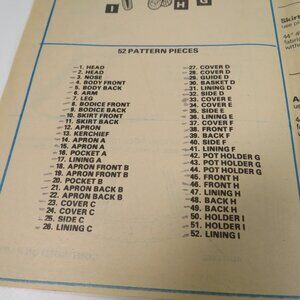 I H G
52 PATTERN PIECES
1. HEAD
2. HEAD
3. NOSE
4. BODY FRONT
5. BODY BACK
6. ARM
7. LEG
8. BODICE FRONT
9. BODICE BACK
10. SKIRT FRONT
11. SKIRT BACK
12. APRON
13. KERCHIEF
14. APRON A
15. APRON A
16. POCKET A
17. LINING A
18. APRON FRONT B
19. APRON FRONT B
20. POCKET B
21. APRON BACK B
22. APRON BACK B
23. COVER C
24. COVER C
25. SIDE C
26. LINING C
27. COVER D
28. COVER D
29. GUIDE D
30. BASKET D
31. LINING D
32. SIDE D
33. COVER E
34. COVER E
35. SIDE E
36. LINING E
37. COVER F
38. FRONT F
39. BACK F
40. SIDE F
41. LINING F
42. POT HOLDER G
43. POT HOLDER G
44. FRONT G
45. FRONT H
46. FRONT H
47. LINING H
48. BACK H
49. BACK H
50. HOLDER I
51. HOLDER I
52. LINING I
Skirt
use
44"
fabric
with